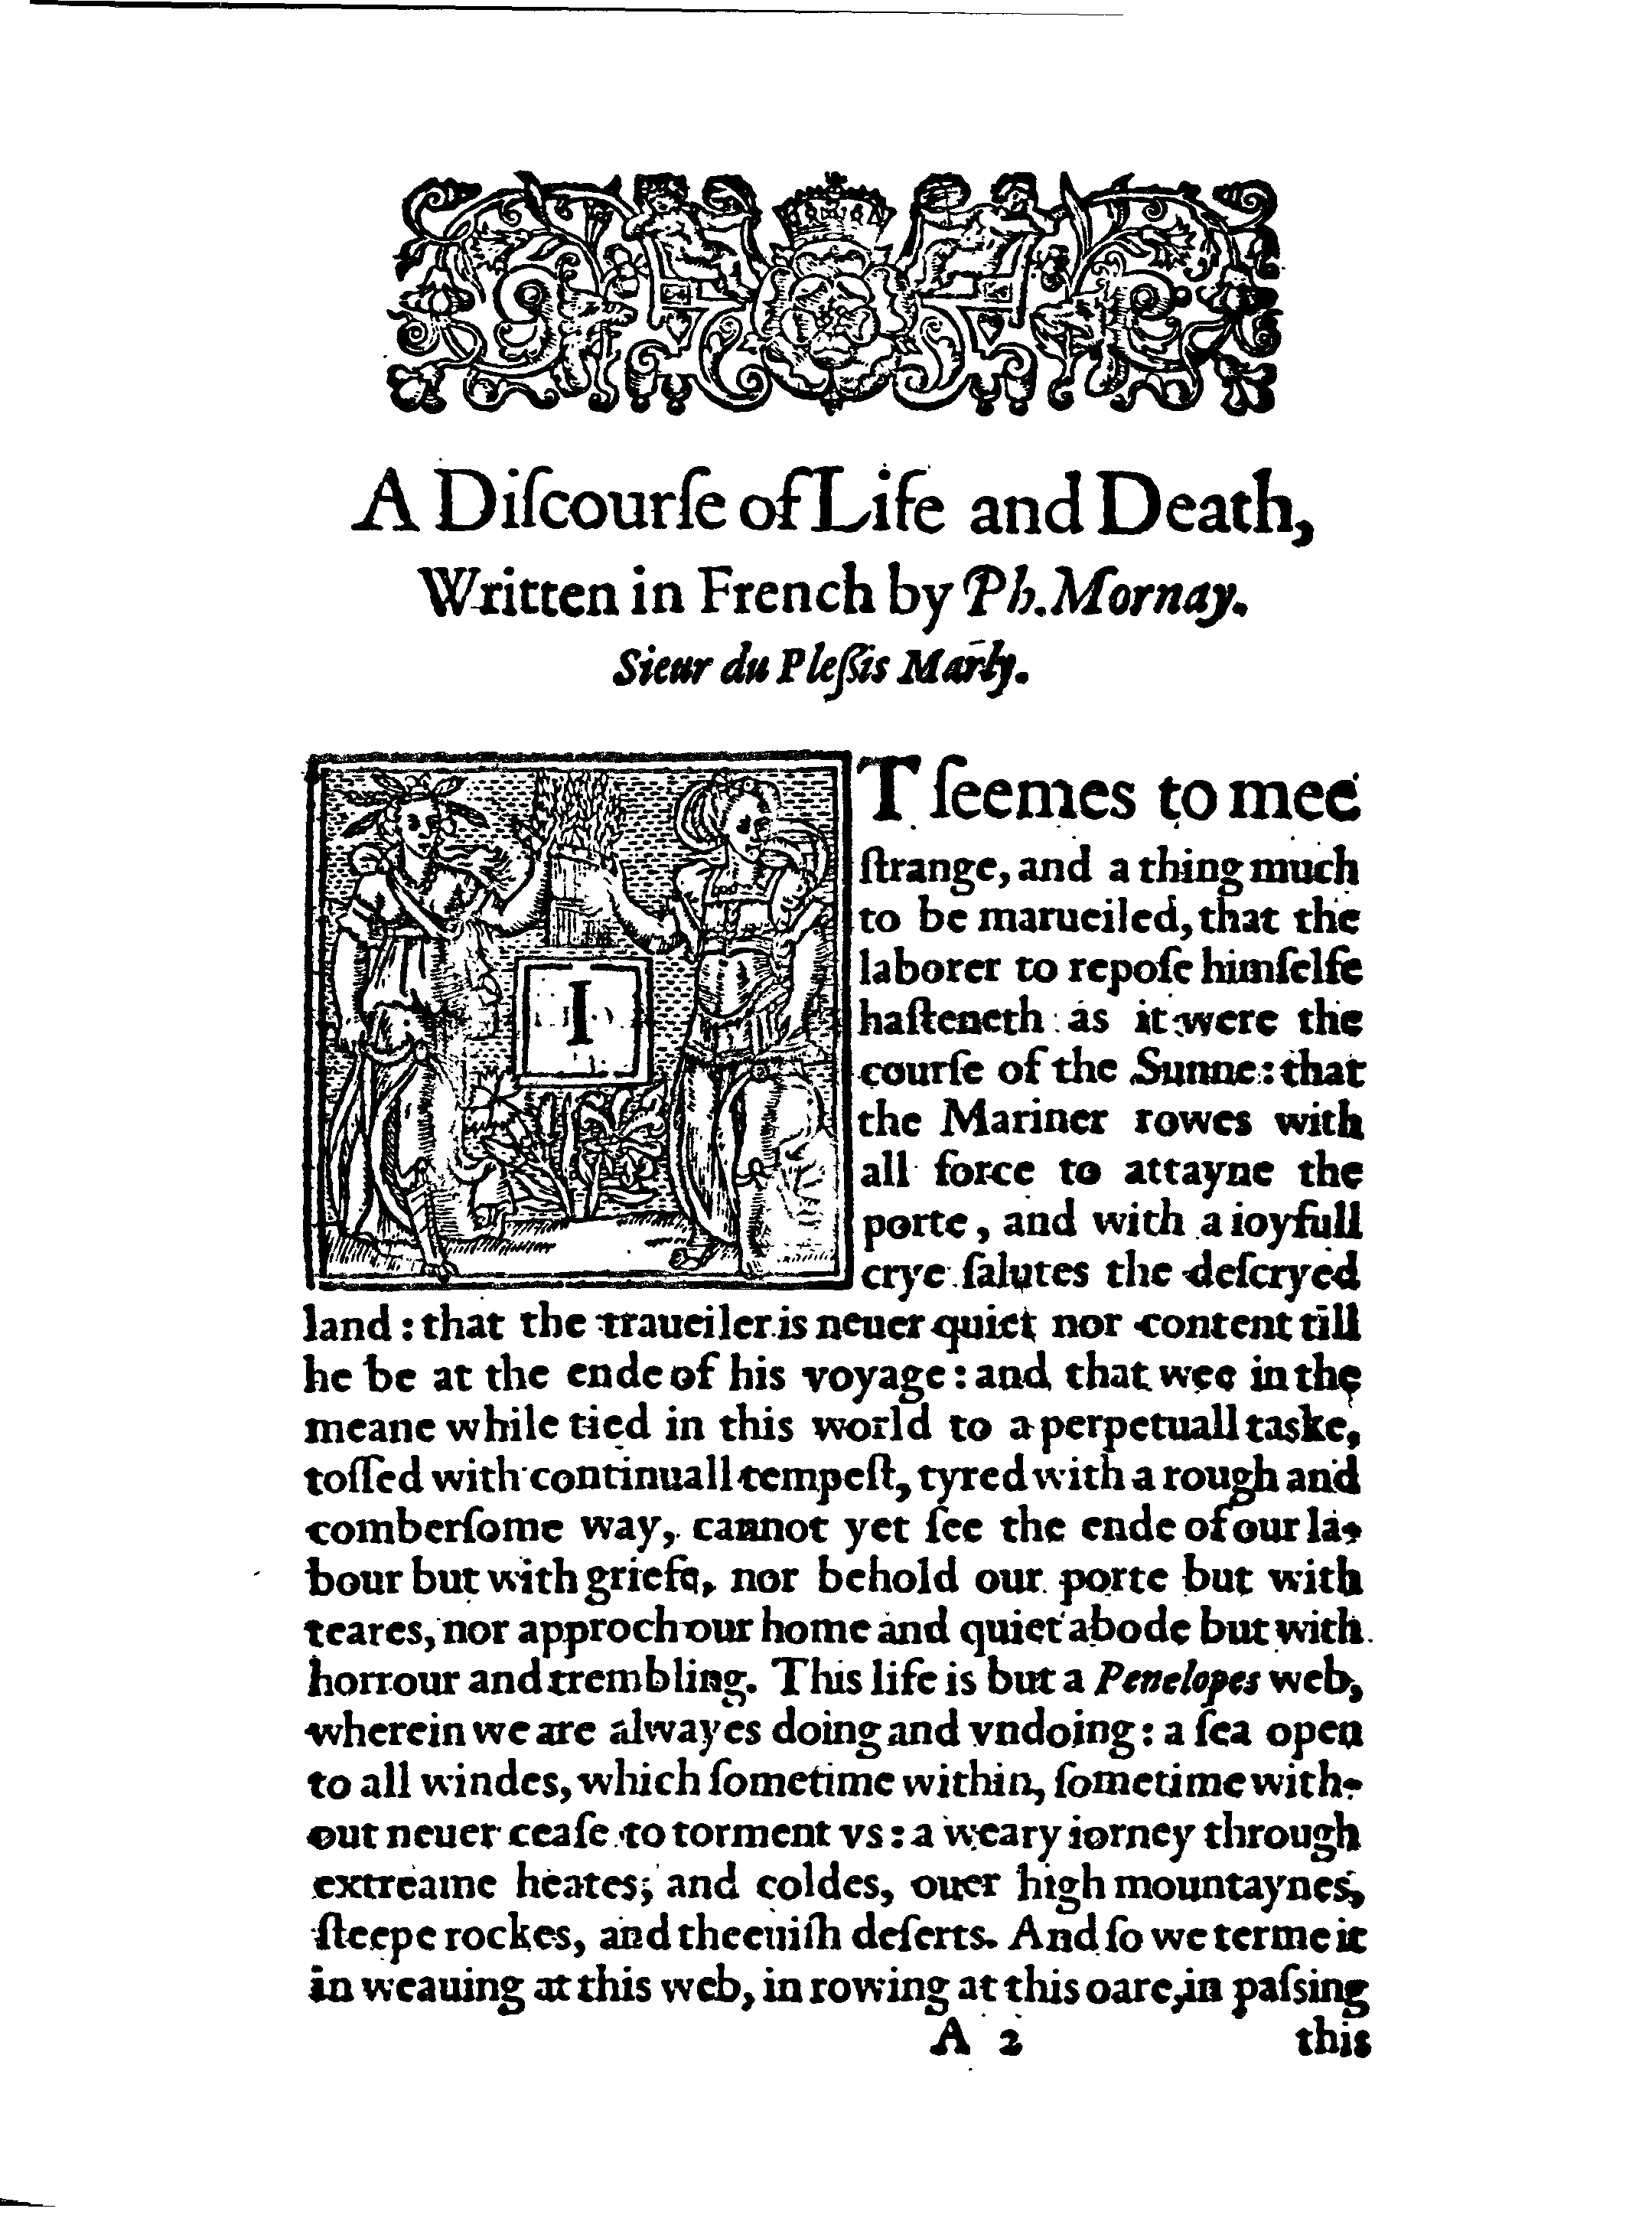 A Diſcourſe of Life and Death,
Written in French by Ph. Mornay.
Sieur du Pleſsis Marly.
IT ſeemes to mee
ſtrange, and a thing much
to be marueiled, that the
laborer to repoſe himſelfe
haſteneth as it were the
courſe of the Sunne: that
the Mariner rowes with
all force to attayne the
porte, and with a ioyfull
crye ſalutes the deſcryed
land: that the traueiler is neuer quiet nor content till
he be at the ende of his voyage: and that wee in the
meane while tied in this world to a perpetuall taske,
toſſed with continuall tempeſt, tyred with a rough and
comberſome way, cannot yet ſee the ende of our la-
bour but with griefe, nor behold our porte but with
teares, nor approch our home and quiet abode but with
horrour and trembling. This life is but a Penelopes web,
wherein we are alwayes doing and vndoing: a ſea open
to all windes, which ſometime within, ſometime with-
out neuer ceaſe to torment vs: a weary iorney through
extreame heates, and coldes, ouer high mountaynes,
ſteepe rockes, and theeuiſh deſerts. And ſo we terme it
in weauing at this web, in rowing at this oare, in paſsing
A 2 this